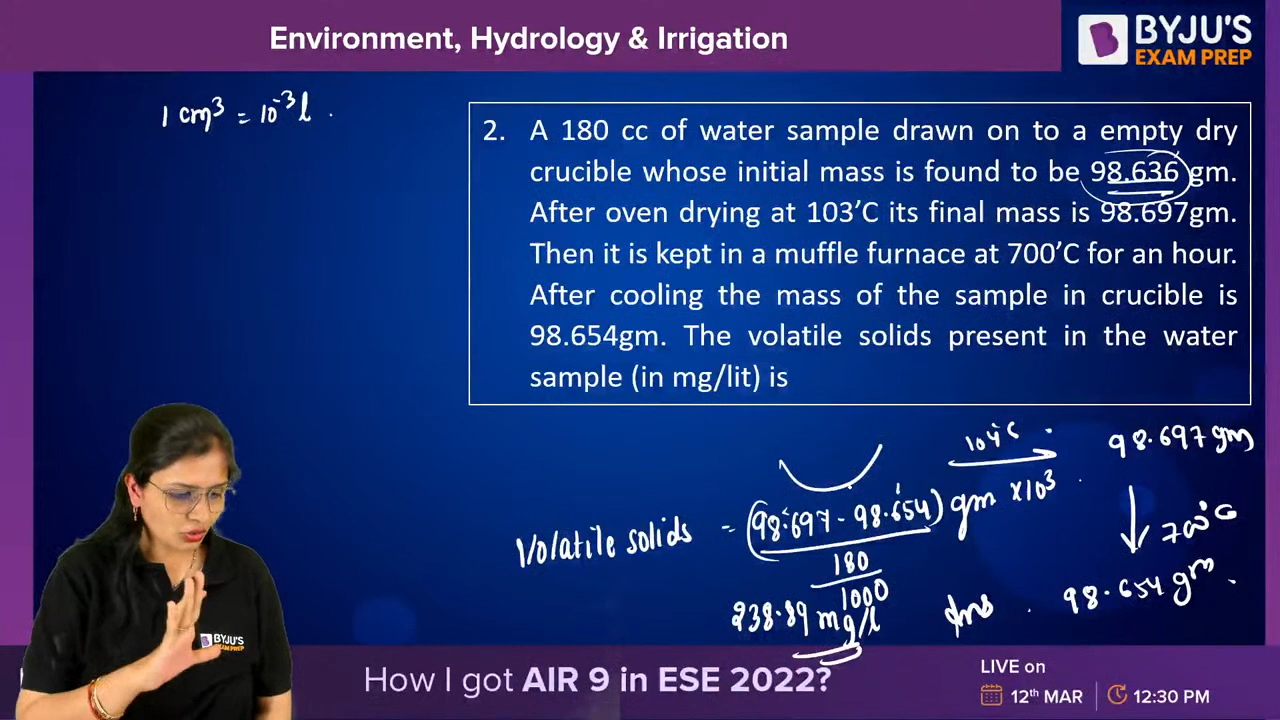 Environment, Hydrology & Irrigation
BYJU'S
EXAM PREP
1 cm³ = 10⁻³ l .
2. A 180 cc of water sample drawn on to a empty dry
crucible whose initial mass is found to be 98.636 gm.
After oven drying at 103’C its final mass is 98.697gm.
Then it is kept in a muffle furnace at 700’C for an hour.
After cooling the mass of the sample in crucible is
98.654gm. The volatile solids present in the water
sample (in mg/lit) is
98.697 gm
Volatile solids = (98.697 - 98.654) gm x10³
180
1000
700°C
238.89 mg/l Ans .
98.654 gm .
BYJU'S
EXAM PREP
How I got AIR 9 in ESE 2022?
LIVE on
12th MAR
12:30 PM